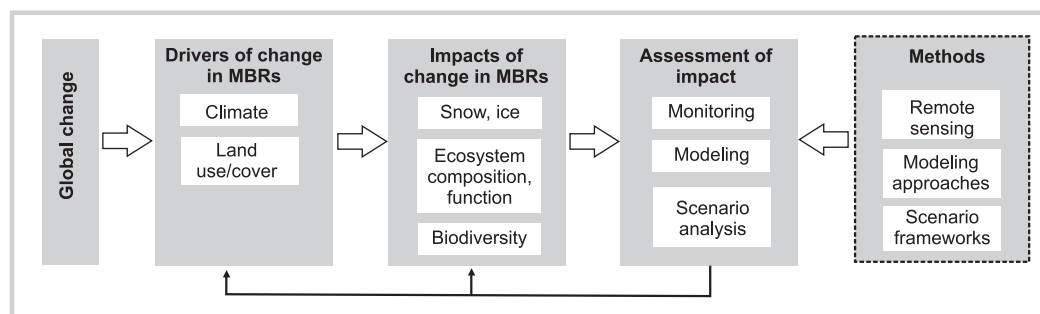 Global change
Drivers of change
in MBRs
Climate
Land
use/cover
Impacts of
change in MBRs
Snow, ice
Ecosystem
composition,
function
Biodiversity
Assessment of
impact
Monitoring
Modeling
Scenario
analysis
Methods
Remote
sensing
Modeling
approaches
Scenario
frameworks